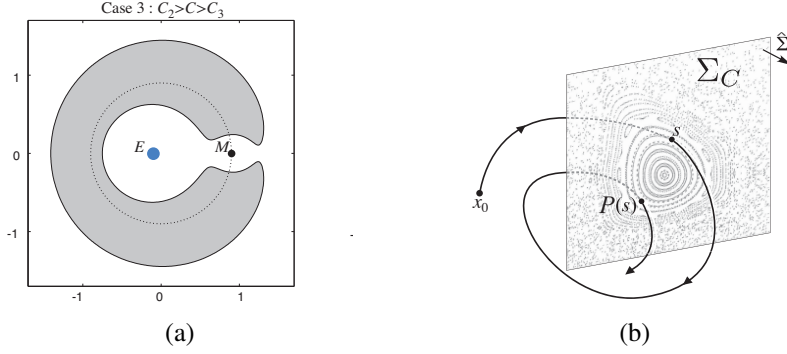 Case 3 : C₂>C>C₃
1
0
-1
-1
0
1
E
M
(a)
Σ̂
Σ_C
s
x₀
P(s)
(b)